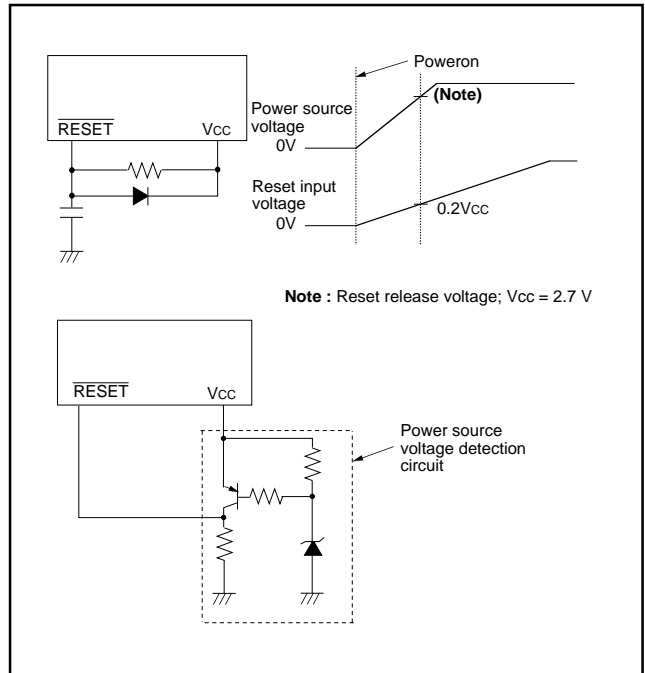 Poweron
(Note)
Power source
voltage
0V
RESET VCC
Reset input
voltage
0V
0.2VCC
Note : Reset release voltage; Vcc = 2.7 V
RESET VCC
Power source
voltage detection
circuit